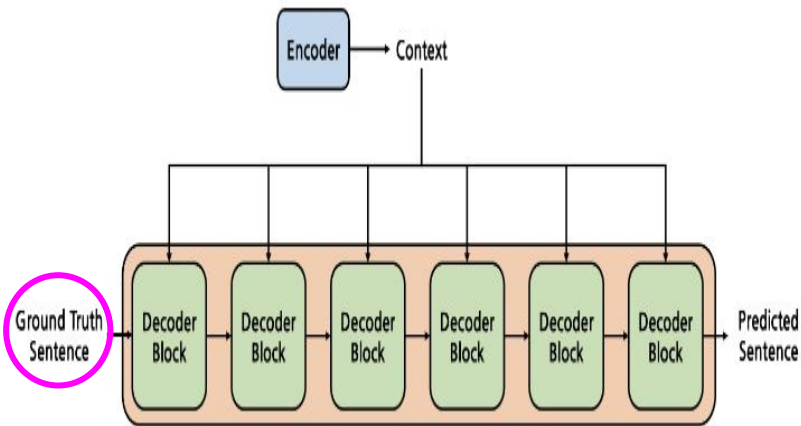 Encoder
Context
Ground Truth
Sentence
Decoder
Block
Decoder
Block
Decoder
Block
Decoder
Block
Decoder
Block
Decoder
Block
Predicted
Sentence